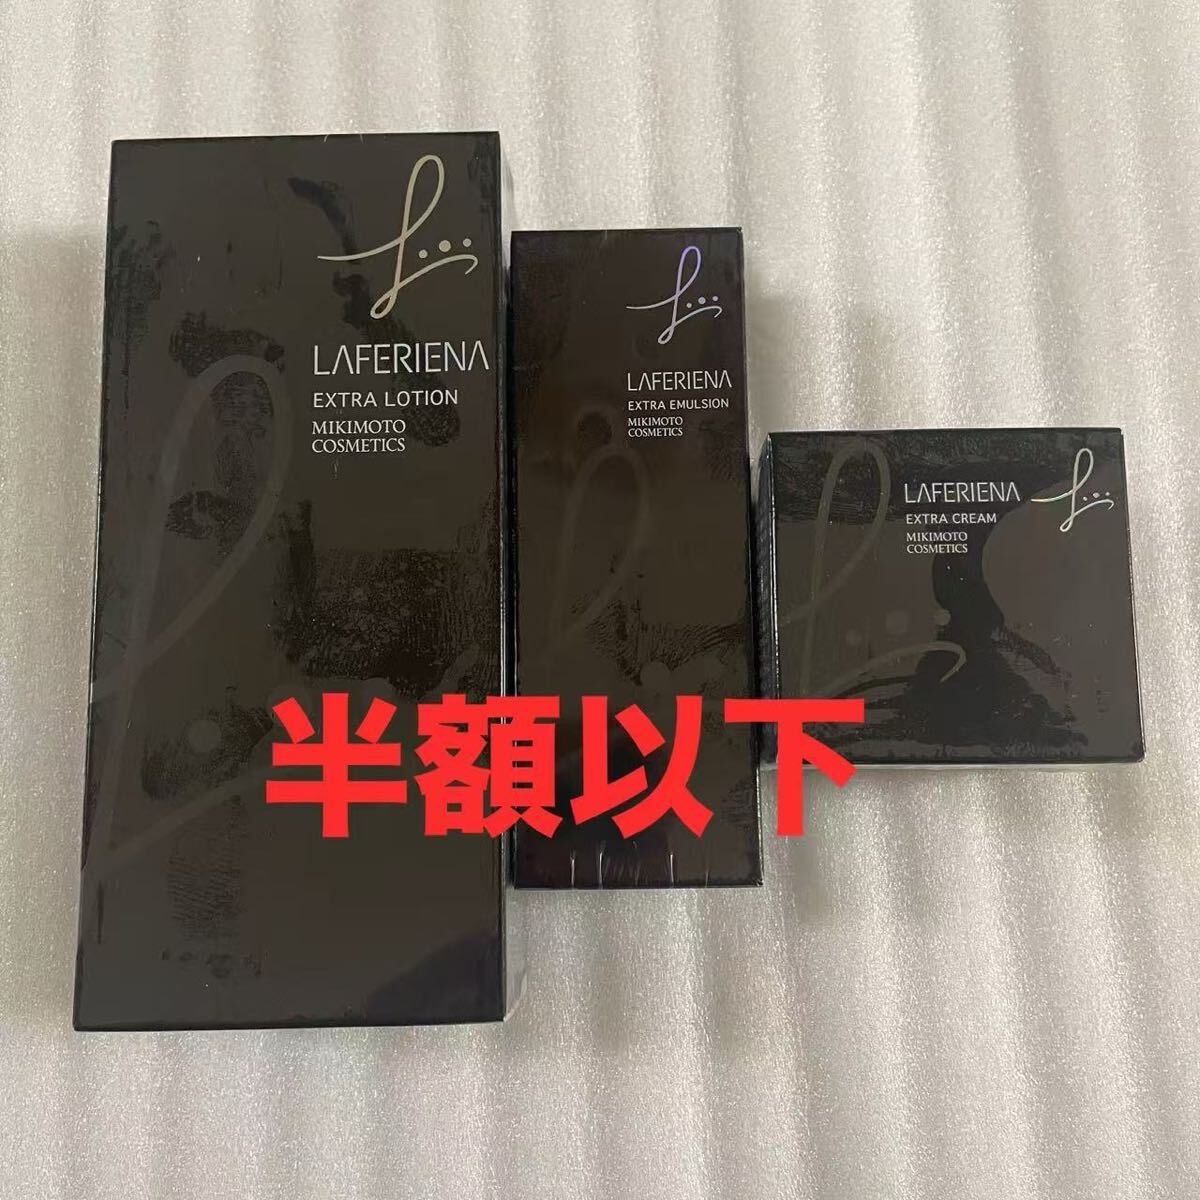 LAFERIENA
EXTRA LOTION
MIKIMOTO
COSMETICS
LAFERIENA
EXTRA EMULSION
MIKIMOTO
COSMETICS
LAFERIENA
EXTRA CREAM
MIKIMOTO
COSMETICS
半額以下